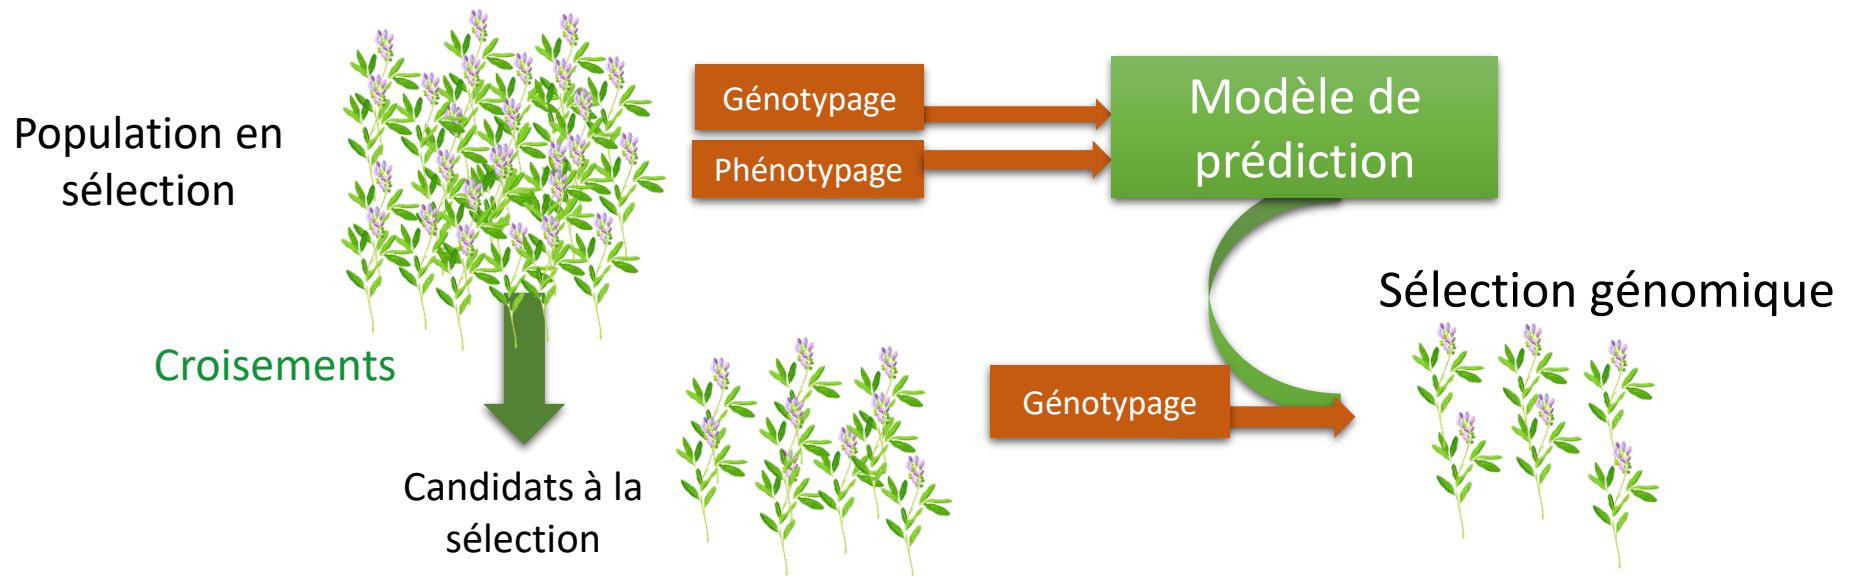 Population en
sélection
Génotypage
Phénotypage
Modèle de
prédiction
Croisements
Candidats à la
sélection
Génotypage
Sélection génomique